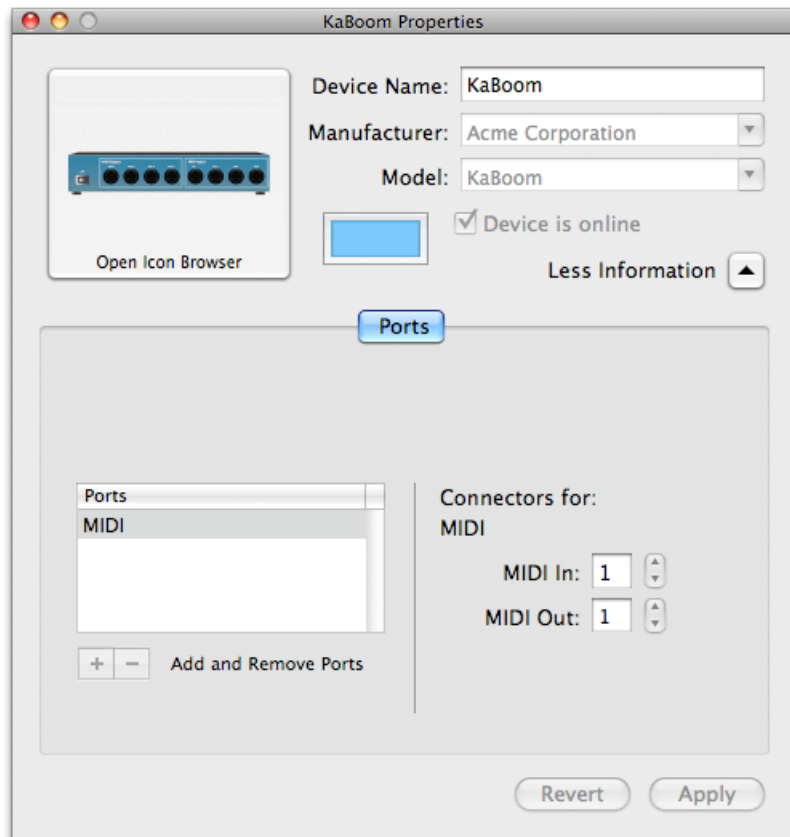 KaBoom Properties
Device Name: KaBoom
Manufacturer: Acme Corporation
Model: KaBoom
Device is online
Open Icon Browser
Less Information
Ports
Ports
MIDI
Connectors for:
MIDI
MIDI In: 1
MIDI Out: 1
+ − Add and Remove Ports
Revert Apply